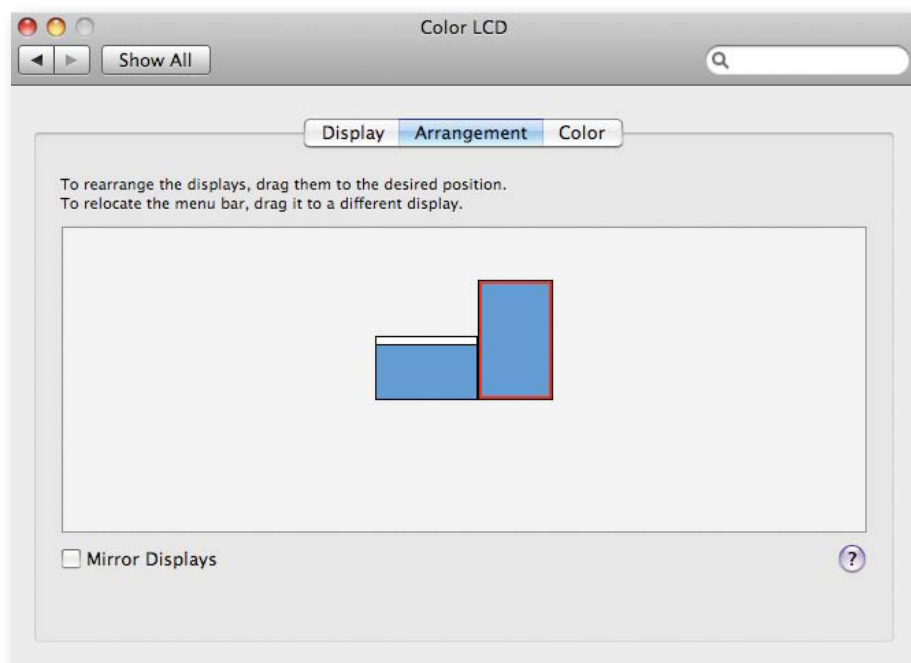 Color LCD
Show All
Display Arrangement Color
To rearrange the displays, drag them to the desired position.
To relocate the menu bar, drag it to a different display.
Mirror Displays
?